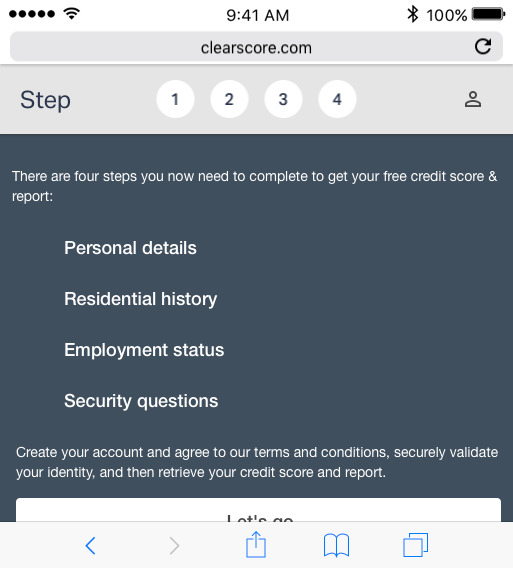 9:41 AM 100%
clearscore.com
Step 1 2 3 4
There are four steps you now need to complete to get your free credit score &
report:
Personal details
Residential history
Employment status
Security questions
Create your account and agree to our terms and conditions, securely validate
your identity, and then retrieve your credit score and report.
Let's go